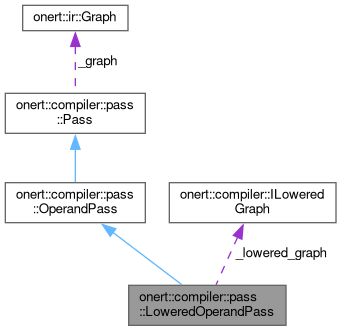 onert::ir::Graph
_graph
onert::compiler::pass
::Pass
onert::compiler::pass
::OperandPass
onert::compiler::ILowered
Graph
_lowered_graph
onert::compiler::pass
::LoweredOperandPass